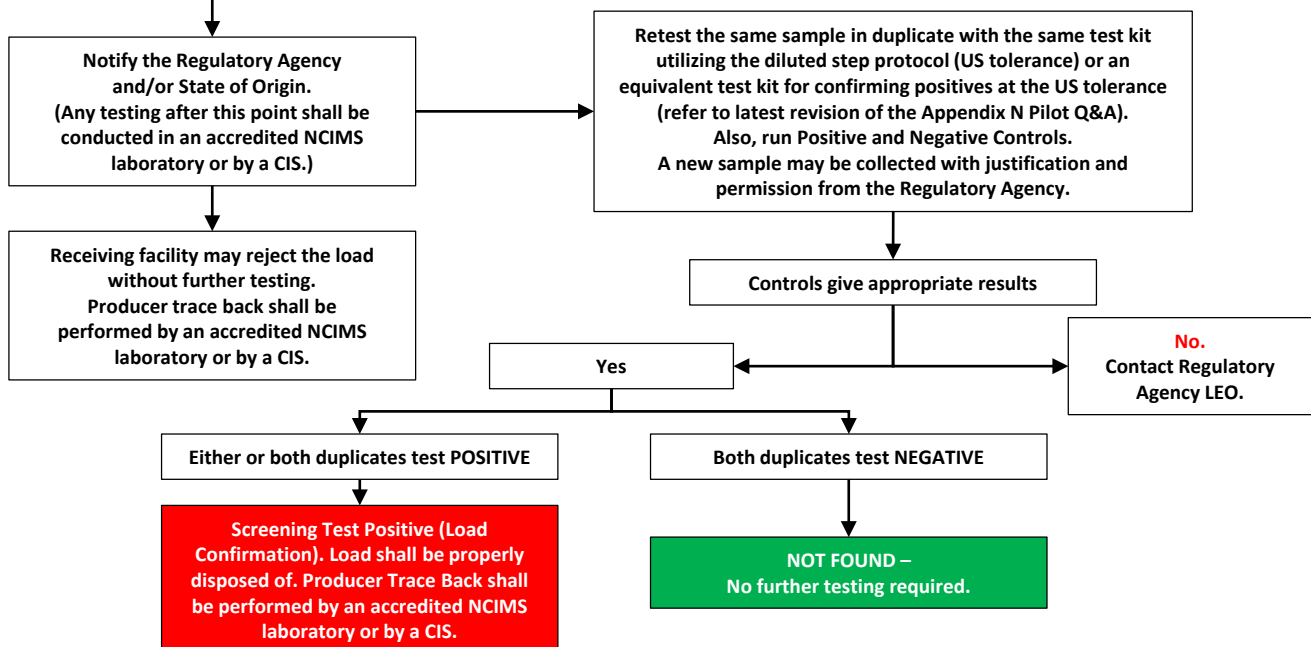 Notify the Regulatory Agency
and/or State of Origin.
(Any testing after this point shall be
conducted in an accredited NCIMS
laboratory or by a CIS.)
Retest the same sample in duplicate with the same test kit
utilizing the diluted step protocol (US tolerance) or an
equivalent test kit for confirming positives at the US tolerance
(refer to latest revision of the Appendix N Pilot Q&A).
Also, run Positive and Negative Controls.
A new sample may be collected with justification and
permission from the Regulatory Agency.
Receiving facility may reject the load
without further testing.
Producer trace back shall be
performed by an accredited NCIMS
laboratory or by a CIS.
Controls give appropriate results
Yes
No.
Contact Regulatory
Agency LEO.
Either or both duplicates test POSITIVE
Both duplicates test NEGATIVE
Screening Test Positive (Load
Confirmation). Load shall be properly
disposed of. Producer Trace Back shall
be performed by an accredited NCIMS
laboratory or by a CIS.
NOT FOUND –
No further testing required.